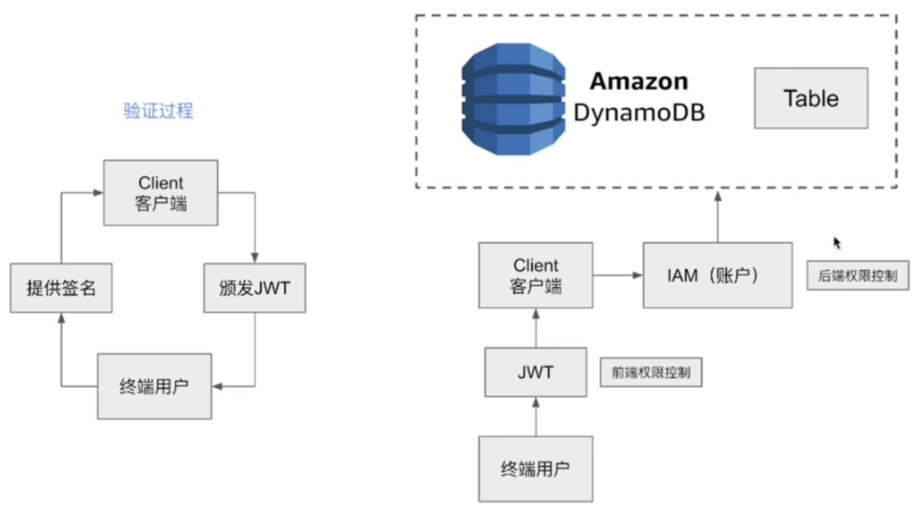 验证过程
Client
客户端
提供签名
颁发JWT
终端用户
Amazon
DynamoDB
Table
Client
客户端
IAM（账户）
后端权限控制
JWT
前端权限控制
终端用户